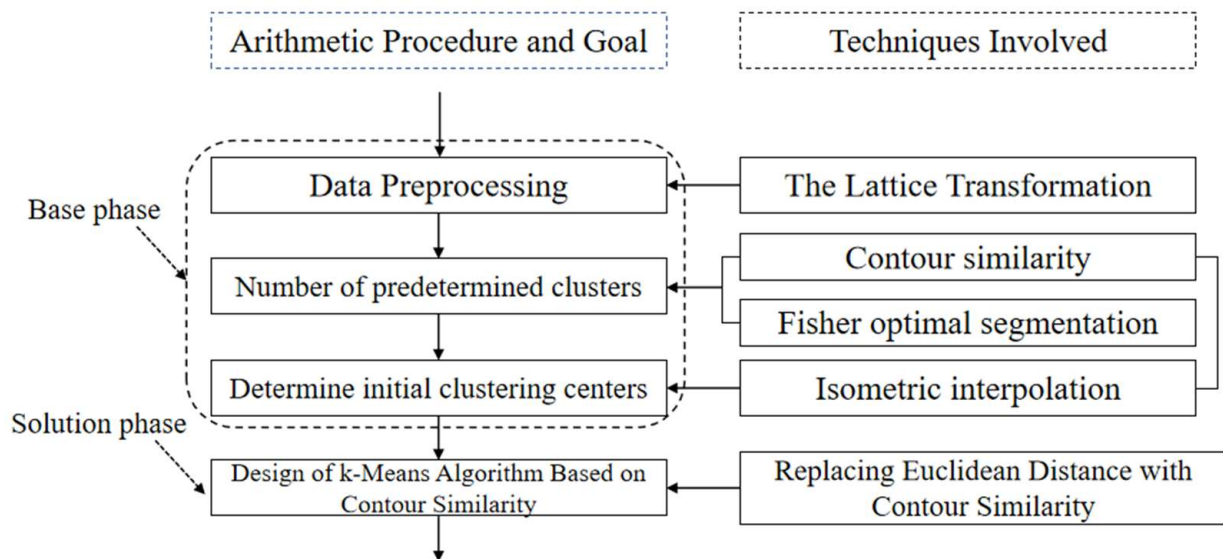 Arithmetic Procedure and Goal
Techniques Involved
Data Preprocessing
The Lattice Transformation
Base phase
Number of predetermined clusters
Contour similarity
Fisher optimal segmentation
Determine initial clustering centers
Isometric interpolation
Solution phase
Design of k-Means Algorithm Based on
Contour Similarity
Replacing Euclidean Distance with
Contour Similarity